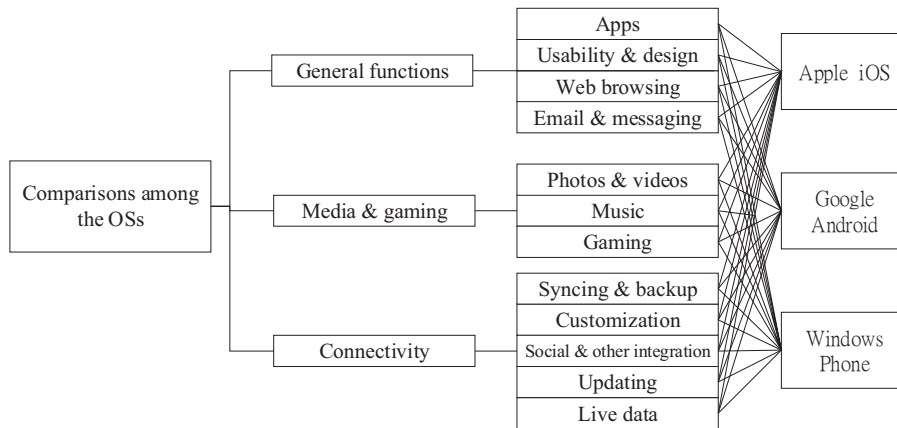 Comparisons among
the OSs
General functions
Media & gaming
Connectivity
Apps
Usability & design
Web browsing
Email & messaging
Photos & videos
Music
Gaming
Syncing & backup
Customization
Social & other integration
Updating
Live data
Apple iOS
Google
Android
Windows
Phone